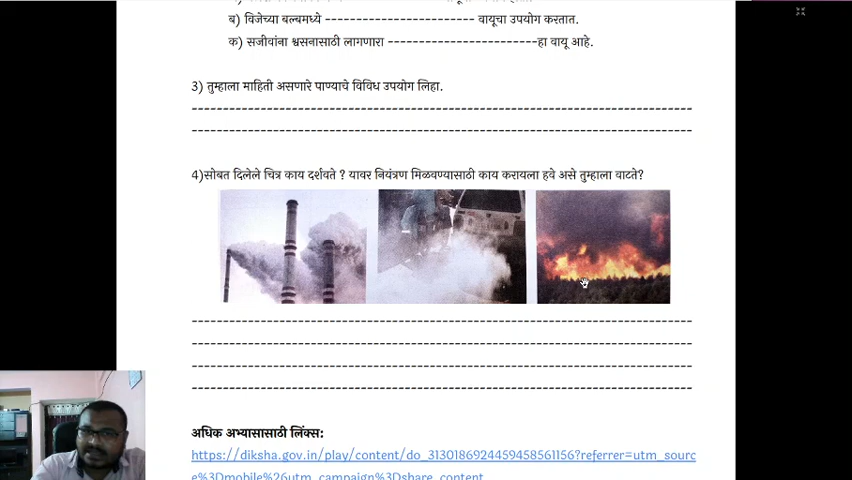 ब) विजेच्या बल्बमध्ये ------------------------ वायूचा उपयोग करतात.
क) सजीवांना श्वसनासाठी लागणारा ------------------------हा वायू आहे.
3) तुम्हाला माहिती असणारे पाण्याचे विविध उपयोग लिहा.
4)सोबत दिलेले चित्र काय दर्शवते ? यावर नियंत्रण मिळवण्यासाठी काय करायला हवे असे तुम्हाला वाटते?
अधिक अभ्यासासाठी लिंक्स:
https://diksha.gov.in/play/content/do_3130186924459458561156?referrer=utm_sourc
e%3Dmobile%26utm_campaign%3Dshare_content